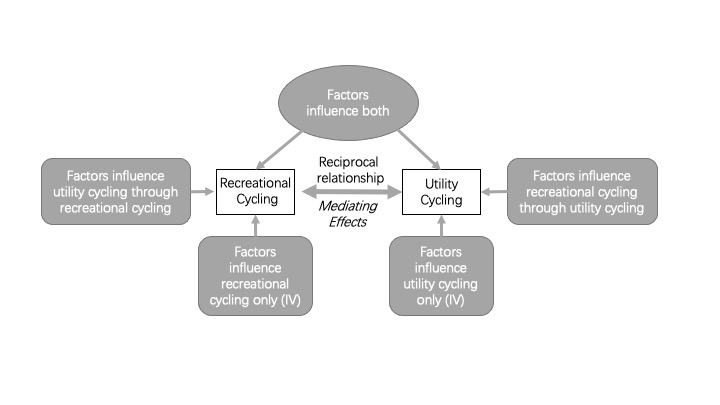 Factors
influence both
Reciprocal
relationship
Mediating
Effects
Factors influence
utility cycling through
recreational cycling
Recreational
Cycling
Utility
Cycling
Factors influence
recreational cycling
through utility cycling
Factors
influence
recreational
cycling only (IV)
Factors
influence
utility cycling
only (IV)